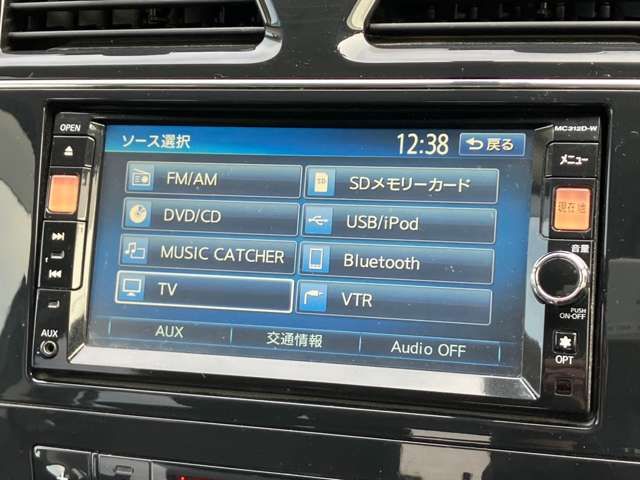 OPEN
MC312D-W
ソース選択
12:38
戻る
メニュー
FM/AM
SDメモリーカード
DVD/CD
USB/iPod
現在地
MUSIC CATCHER
Bluetooth
音量
TV
VTR
PUSH
ON·OFF
AUX
AUX
交通情報
Audio OFF
OPT